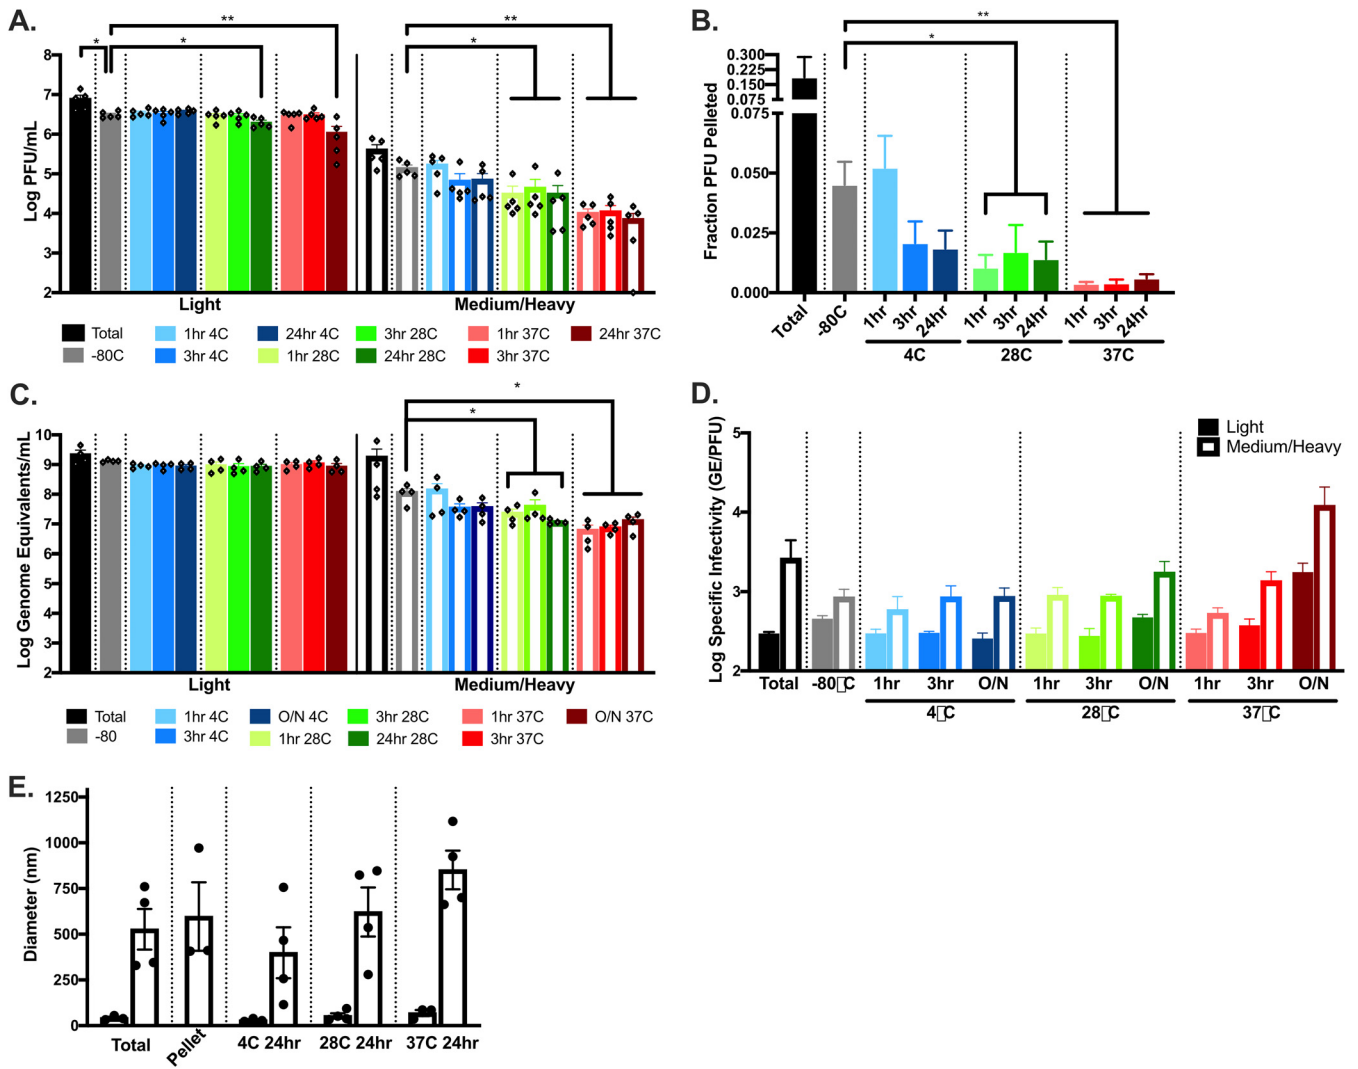 A.
*
**
*
**
*
Log PFU/mL
8
7
6
5
4
3
2
Light
Medium/Heavy
Total
1hr 4C
24hr 4C
3hr 28C
1hr 37C
24hr 37C
-80C
3hr 4C
1hr 28C
24hr 28C
3hr 37C
B.
**
*
Fraction PFU Pelleted
0.300
0.225
0.150
0.075
0.075
0.050
0.025
0.000
Total
-80C
1hr
3hr
24hr
1hr
3hr
24hr
1hr
3hr
24hr
4C
28C
37C
C.
*
*
Log Genome Equivalents/mL
10
9
8
7
6
5
4
3
2
Light
Medium/Heavy
Total
1hr 4C
O/N 4C
3hr 28C
1hr 37C
O/N 37C
-80
3hr 4C
1hr 28C
24hr 28C
3hr 37C
D.
Light
Medium/Heavy
Log Specific Infectivity (GE/PFU)
5
4
3
2
Total
-80□C
1hr
3hr
O/N
1hr
3hr
O/N
1hr
3hr
O/N
4□C
28□C
37□C
E.
Diameter (nm)
1250
1000
750
500
250
0
Total
Pellet
4C 24hr
28C 24hr
37C 24hr